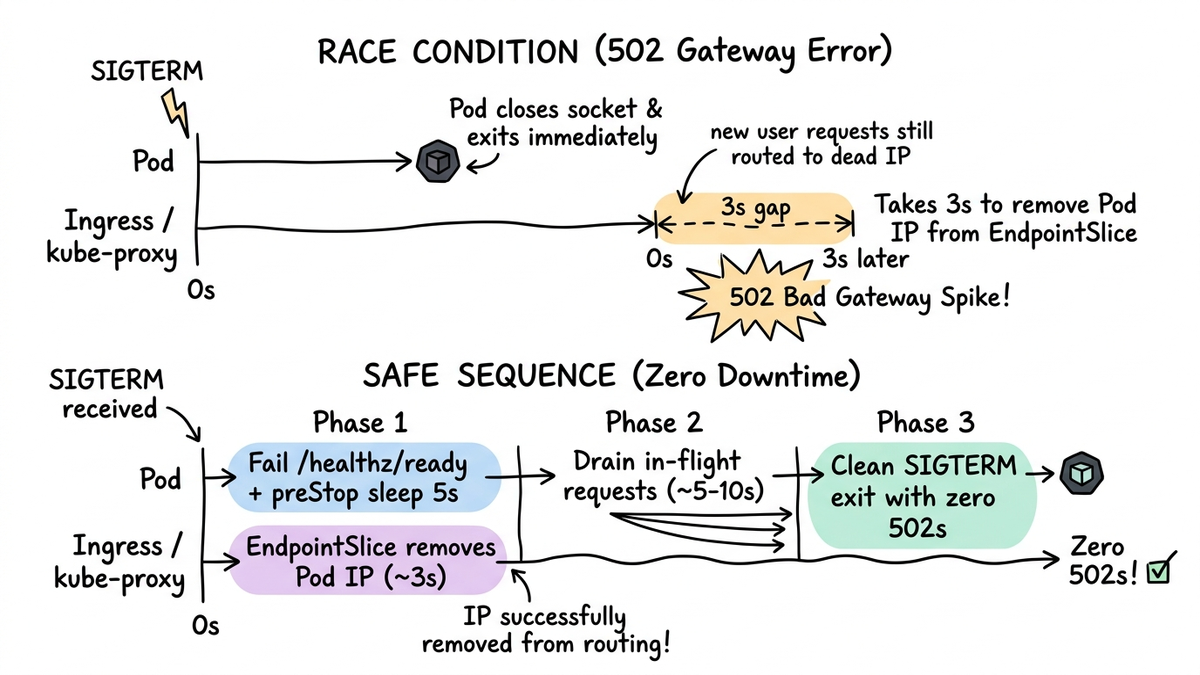 RACE CONDITION (502 Gateway Error)
SIGTERM
Pod closes socket &
exits immediately
new user requests still
routed to dead IP
Pod
Ingress /
kube-proxy
3s gap
Takes 3s to remove Pod
IP from EndpointSlice
0s
0s
3s later
502 Bad Gateway Spike!
SAFE SEQUENCE (Zero Downtime)
SIGTERM
received
Phase 1
Phase 2
Phase 3
Pod
Fail /healthz/ready
+ preStop sleep 5s
Drain in-flight
requests (~5-10s)
Clean SIGTERM
exit with zero
502s
Ingress /
kube-proxy
EndpointSlice removes
Pod IP (~3s)
Zero
502s!
0s
IP successfully
removed from routing!